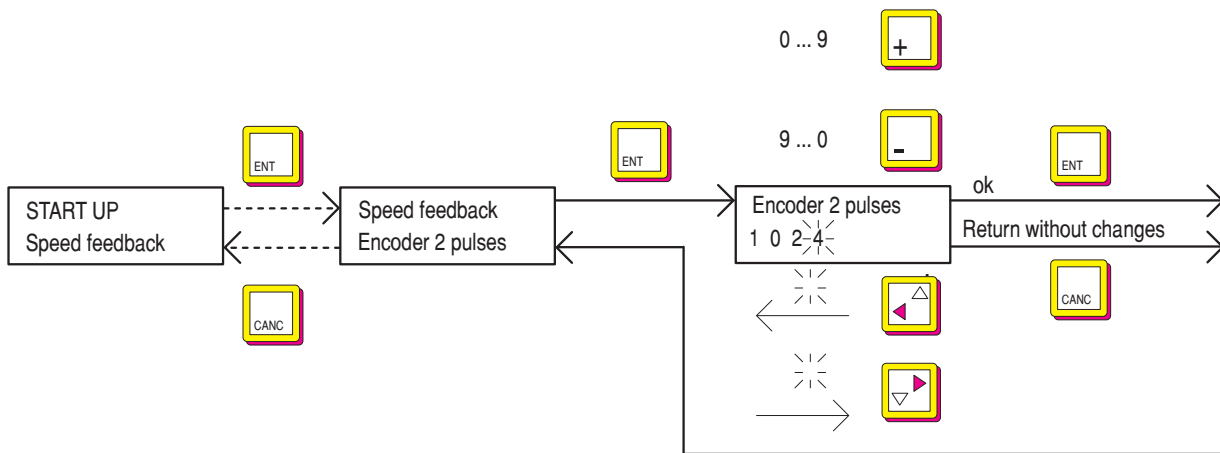 0 ... 9
+
9 ... 0
-
ENT
ENT
ENT
START UP
Speed feedback
Speed feedback
Encoder 2 pulses
Encoder 2 pulses
1 0 2 4
ok
Return without changes
CANC
CANC